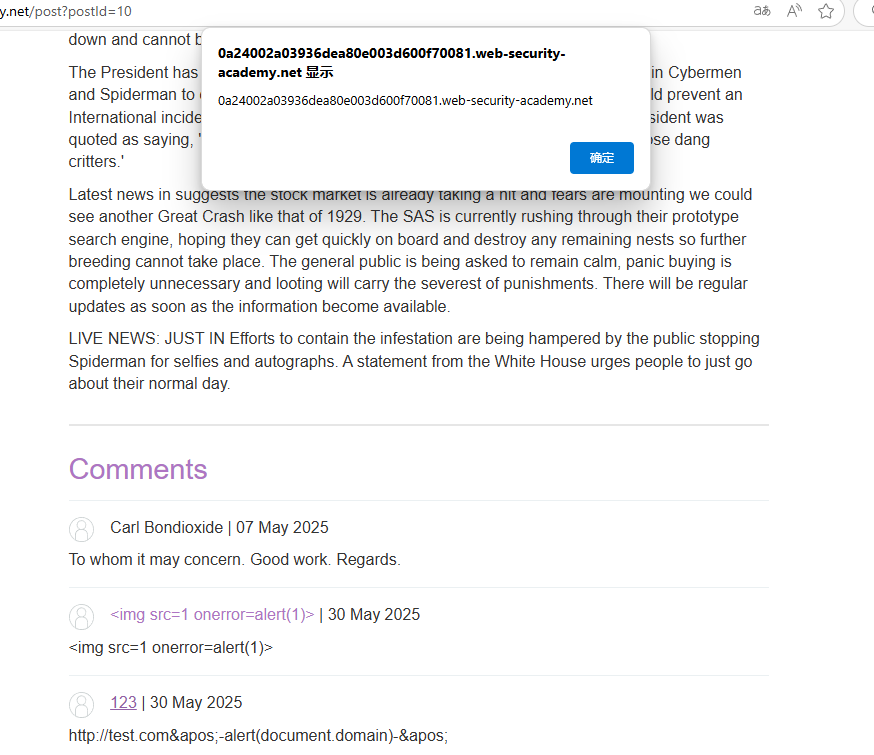 y.net/post?postId=10
down and cannot b
0a24002a03936dea80e003d600f70081.web-security-
academy.net 显示
0a24002a03936dea80e003d600f70081.web-security-academy.net
确定
The President has in Cybermen
and Spiderman to ld prevent an
International incide sident was
quoted as saying, ' ose dang
critters.'
Latest news in suggests the stock market is already taking a hit and fears are mounting we could
see another Great Crash like that of 1929. The SAS is currently rushing through their prototype
search engine, hoping they can get quickly on board and destroy any remaining nests so further
breeding cannot take place. The general public is being asked to remain calm, panic buying is
completely unnecessary and looting will carry the severest of punishments. There will be regular
updates as soon as the information become available.
LIVE NEWS: JUST IN Efforts to contain the infestation are being hampered by the public stopping
Spiderman for selfies and autographs. A statement from the White House urges people to just go
about their normal day.
Comments
Carl Bondioxide | 07 May 2025
To whom it may concern. Good work. Regards.
<img src=1 onerror=alert(1)> | 30 May 2025
<img src=1 onerror=alert(1)>
123 | 30 May 2025
http://test.com&apos;-alert(document.domain)-&apos;